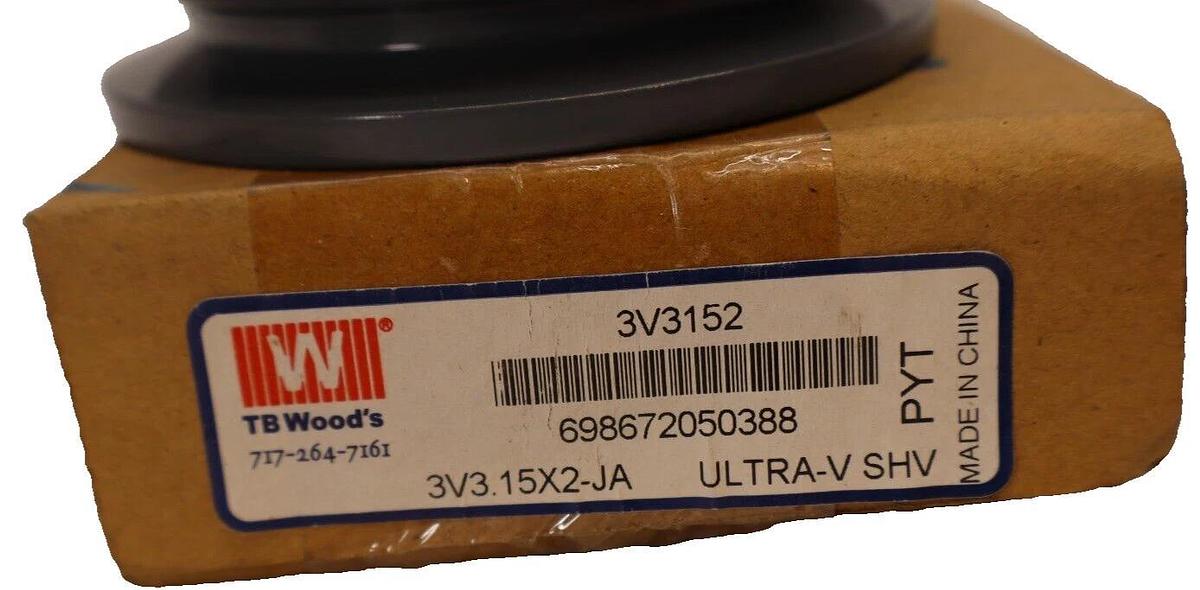 3V3152
W®
TB Wood's
717-264-7161
698672050388
3V3.15X2-JA ULTRA-V SHV
PYT
MADE IN CHINA